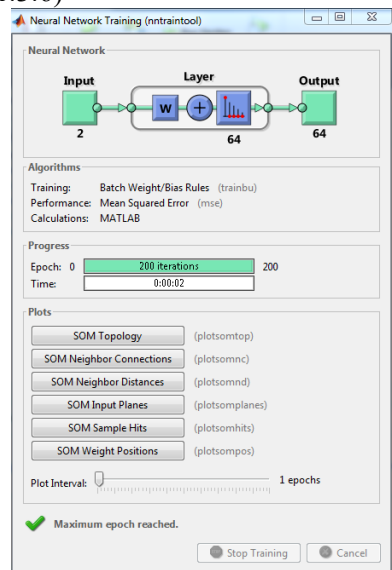 Neural Network Training (nntraintool)
Neural Network
Input Layer Output
W +
2 64 64
Algorithms
Training: Batch Weight/Bias Rules (trainbu)
Performance: Mean Squared Error (mse)
Calculations: MATLAB
Progress
Epoch: 0 200 iterations 200
Time: 0:00:02
Plots
SOM Topology (plotsomtop)
SOM Neighbor Connections (plotsomnc)
SOM Neighbor Distances (plotsomnd)
SOM Input Planes (plotsomplanes)
SOM Sample Hits (plotsomhits)
SOM Weight Positions (plotsompos)
Plot Interval: 1 epochs
Maximum epoch reached.
Stop Training Cancel